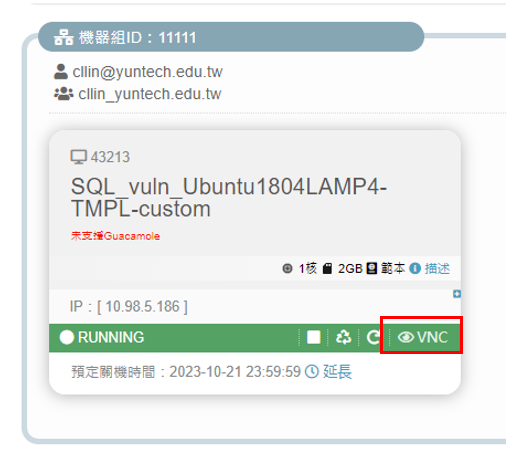 機器組ID：11111
cllin@yuntech.edu.tw
cllin_yuntech.edu.tw
43213
SQL_vuln_Ubuntu1804LAMP4-
TMPL-custom
未支援Guacamole
1核 2GB 範本 描述
IP：[ 10.98.5.186 ]
RUNNING VNC
預定關機時間：2023-10-21 23:59:59 延長